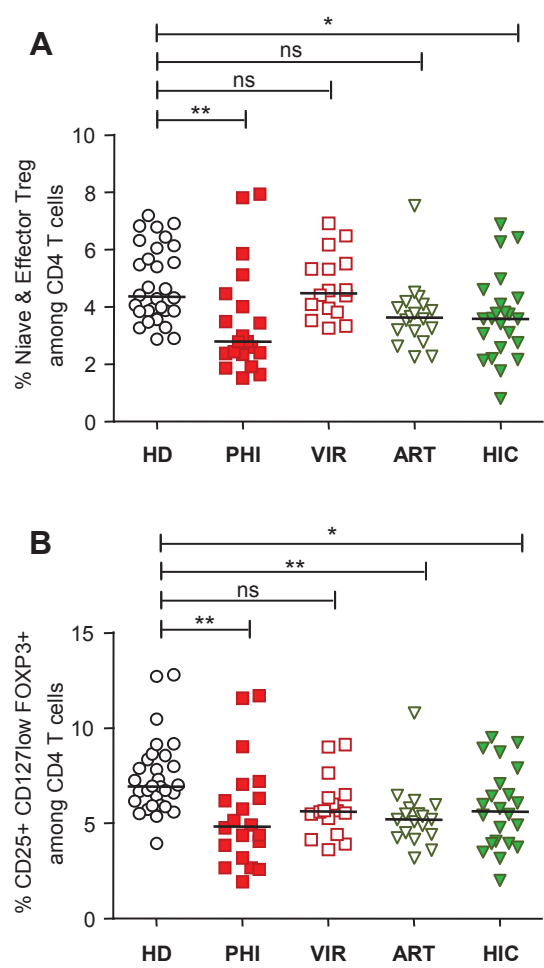 A
*
ns
ns
**
% Niave & Effector Treg
among CD4 T cells
10
8
6
4
2
0
HD PHI VIR ART HIC
B
*
**
ns
**
% CD25+ CD127low FOXP3+
among CD4 T cells
15
10
5
0
HD PHI VIR ART HIC